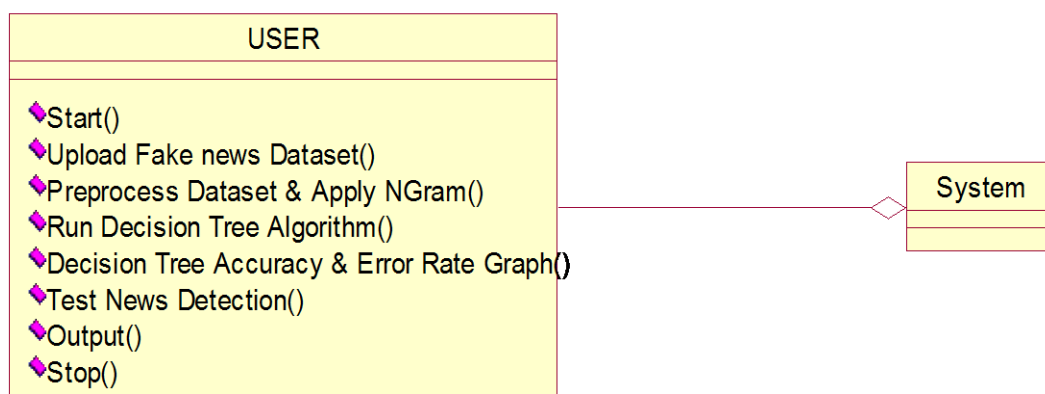 USER
Start()
Upload Fake news Dataset()
Preprocess Dataset & Apply NGram()
Run Decision Tree Algorithm()
Decision Tree Accuracy & Error Rate Graph()
Test News Detection()
Output()
Stop()
System